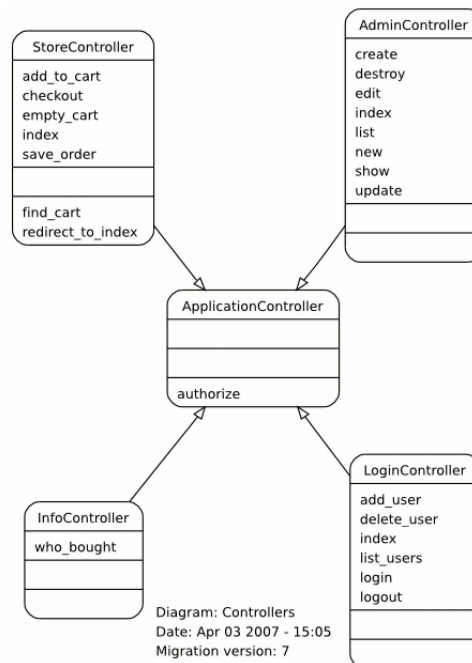 StoreController
add_to_cart
checkout
empty_cart
index
save_order
find_cart
redirect_to_index
AdminController
create
destroy
edit
index
list
new
show
update
ApplicationController
authorize
InfoController
who_bought
LoginController
add_user
delete_user
index
list_users
login
logout
Diagram: Controllers
Date: Apr 03 2007 - 15:05
Migration version: 7